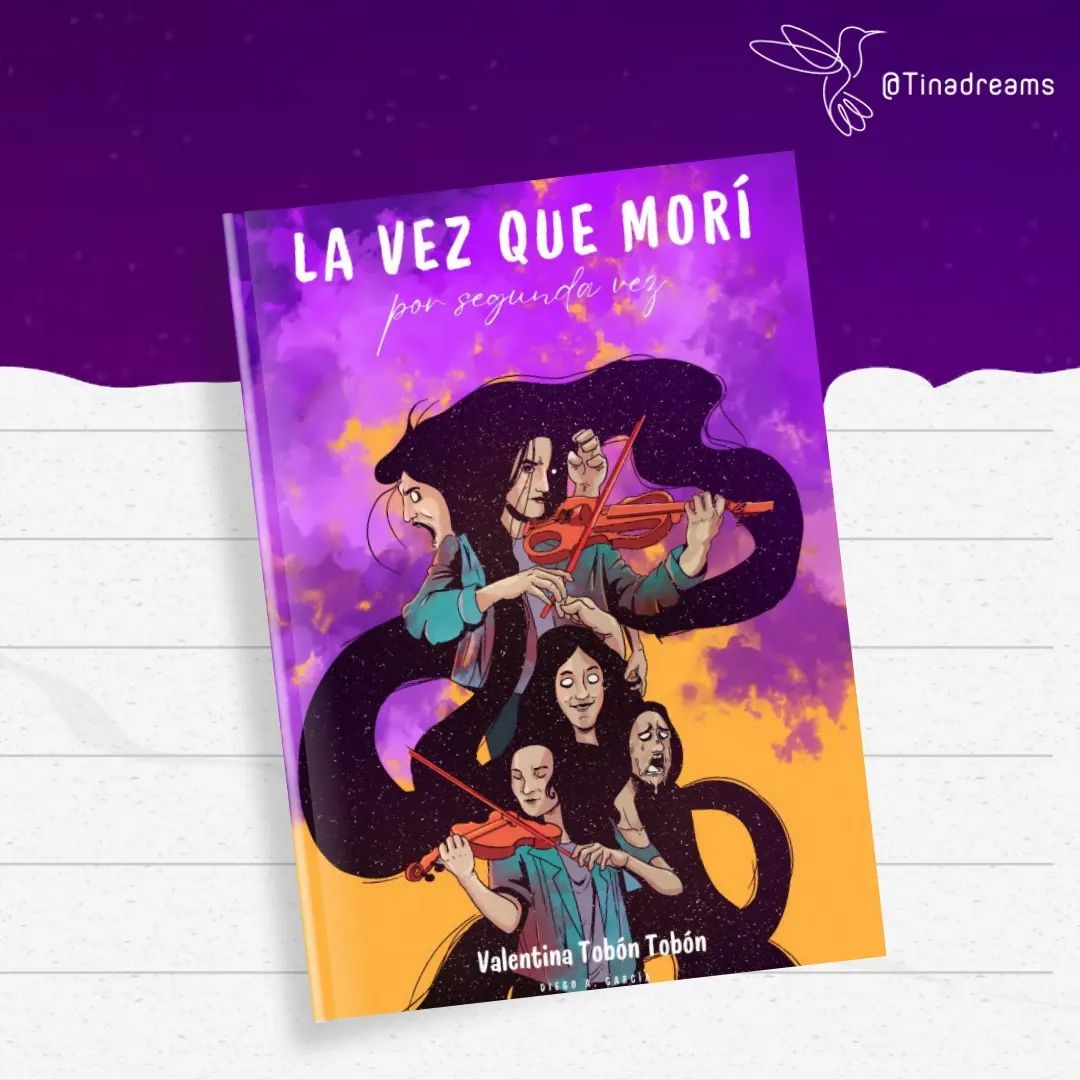 @Tinadreams
LA VEZ QUE MORÍ
por segunda vez
Valentina Tobón Tobón
DIEGO A. GARCÍA